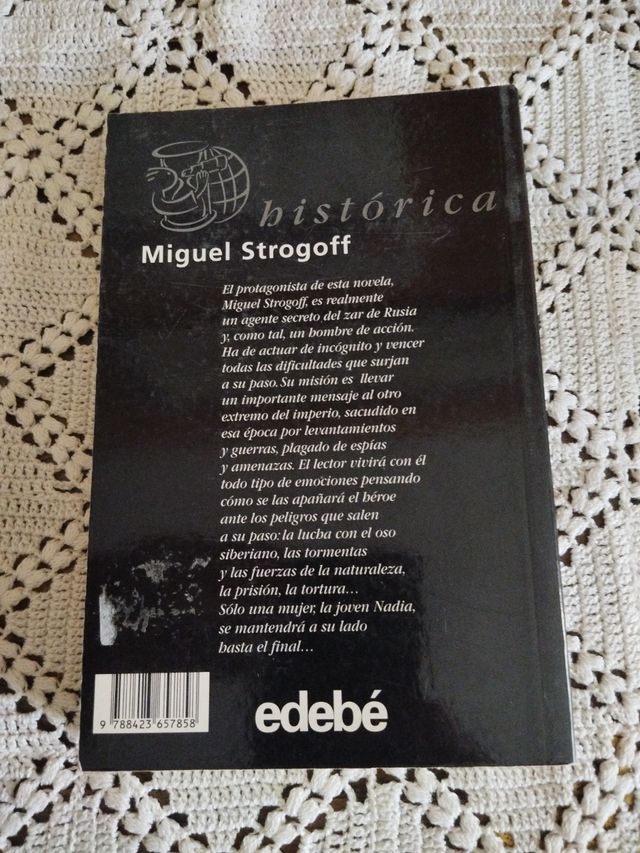 histórica
Miguel Strogoff
El protagonista de esta novela,
Miguel Strogoff, es realmente
un agente secreto del zar de Rusia
y, como tal, un hombre de acción.
Ha de actuar de incógnito y vencer
todas las dificultades que surjan
a su paso. Su misión es llevar
un importante mensaje al otro
extremo del imperio, sacudido en
esa época por levantamientos
y guerras, plagado de espías
y amenazas. El lector vivirá con él
todo tipo de emociones pensando
cómo se las apañará el héroe
ante los peligros que salen
a su paso: la lucha con el oso
siberiano, las tormentas
y las fuerzas de la naturaleza,
la prisión, la tortura...
Sólo una mujer, la joven Nadia,
se mantendrá a su lado
hasta el final...
9 788423 657858
edebé